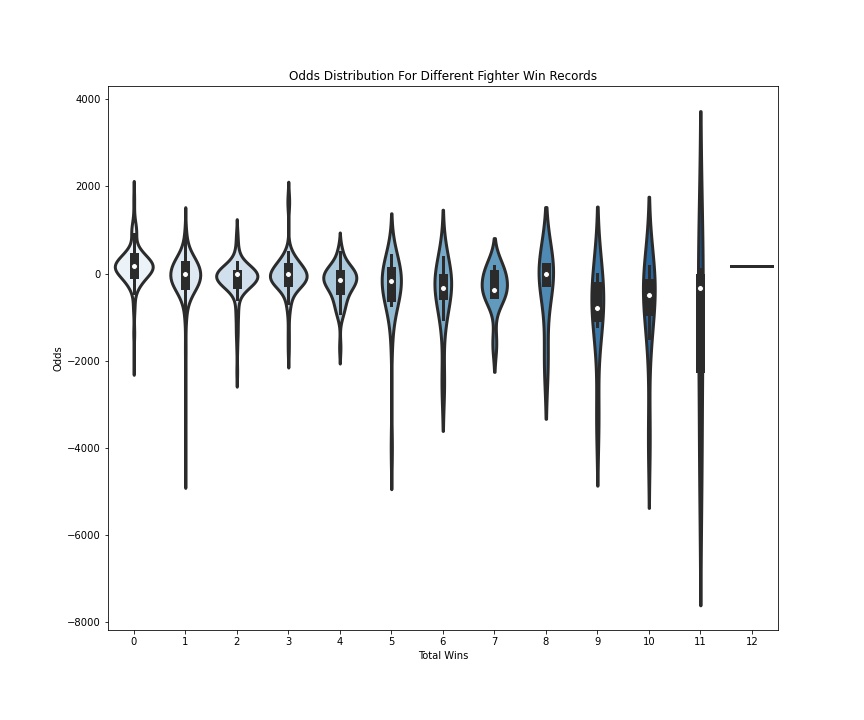 Odds Distribution For Different Fighter Win Records
4000
2000
0
−2000
−4000
−6000
−8000
Odds
0 1 2 3 4 5 6 7 8 9 10 11 12
Total Wins